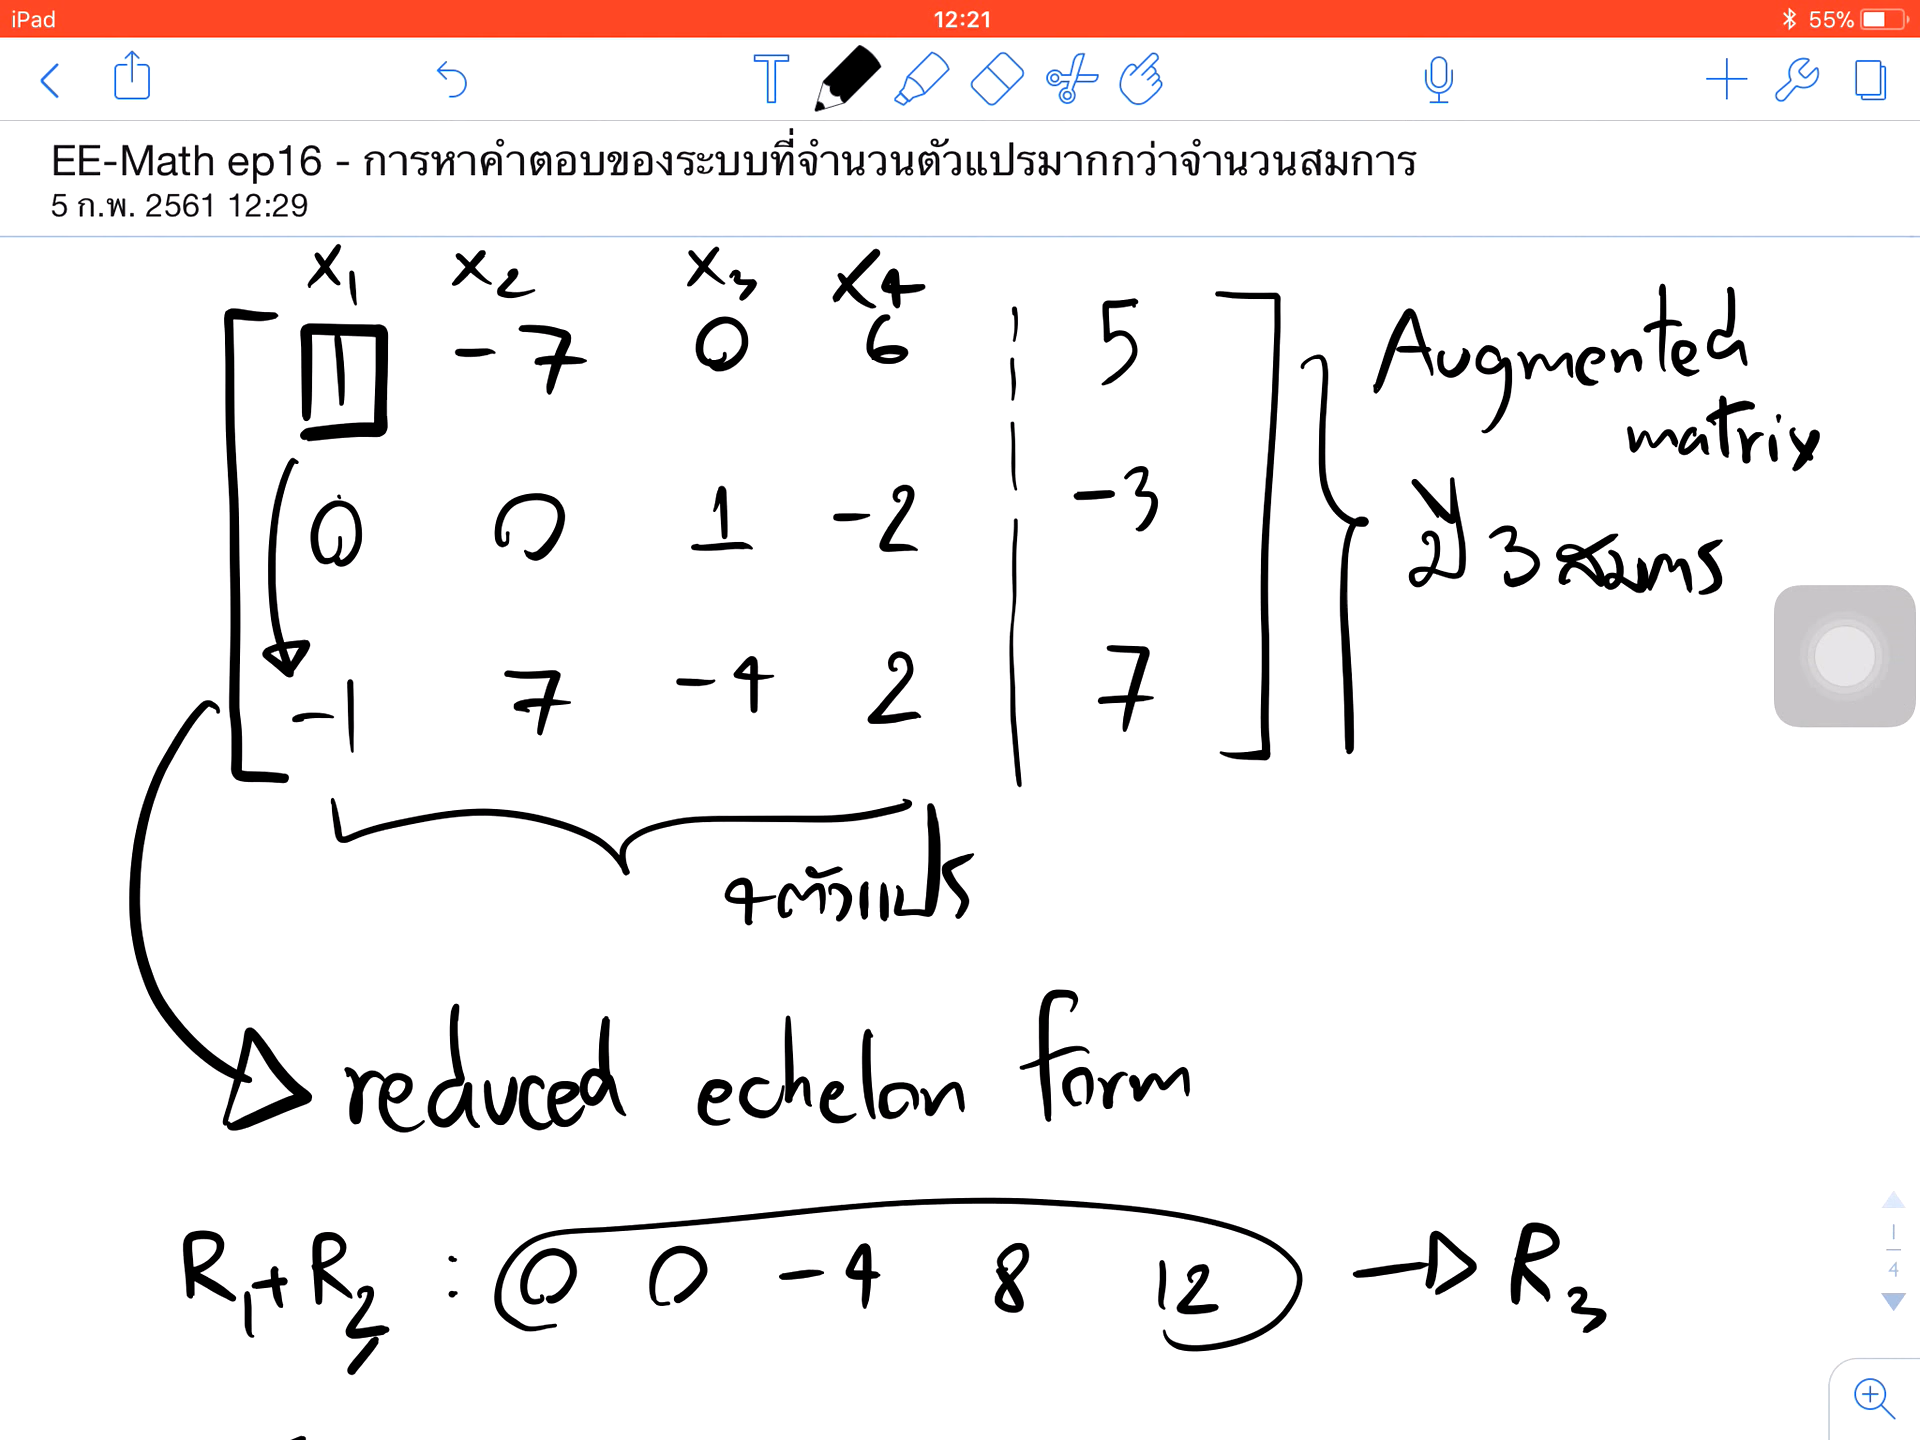 iPad 12:21 55%
EE-Math ep16 - การหาคำตอบของระบบที่จำนวนตัวแปรมากกว่าจำนวนสมการ
5 ก.พ. 2561 12:29
x1 x2 x3 x4
1 -7 0 6 5
0 0 1 -2 -3
-1 7 -4 2 7
Augmented
matrix
มี 3 สมการ
4 ตัวแปร
reduced echelon form
R1+R3 : 0 0 -4 8 12 → R3
1
4